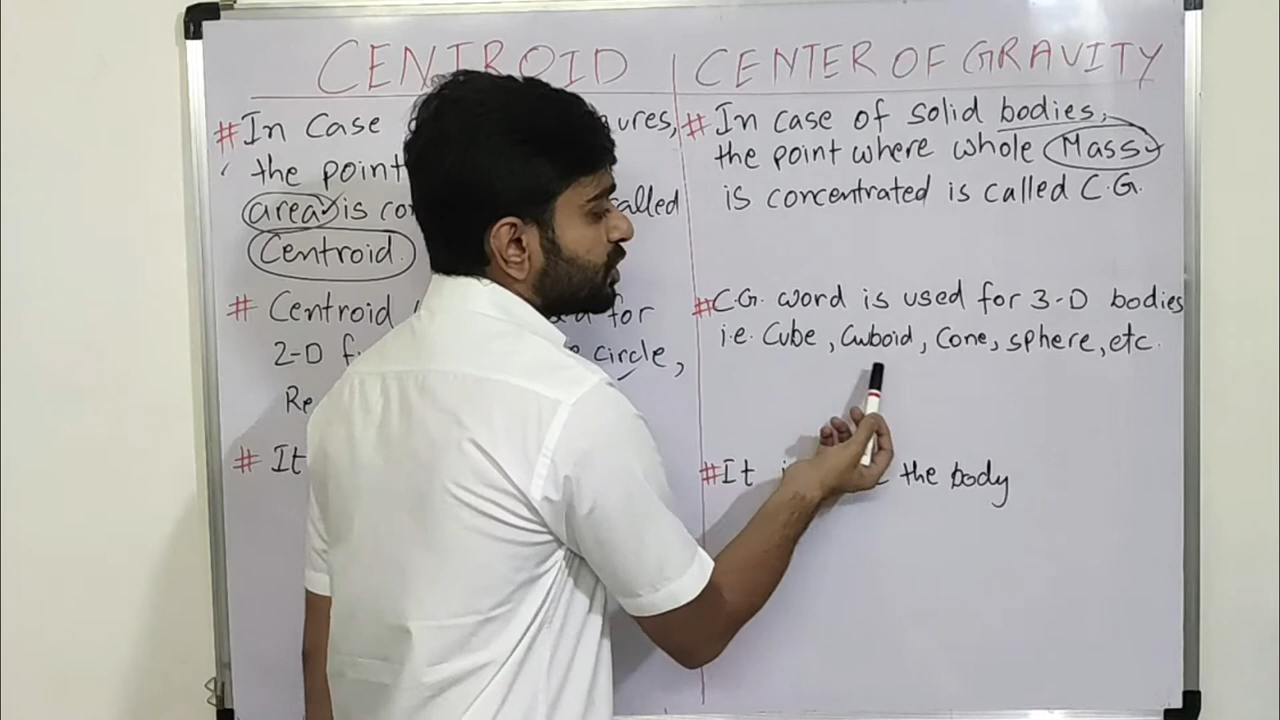 CENTROID | CENTER OF GRAVITY
# In Case ures,
the point
area is co called
Centroid.
# Centroid for
2-D f circle,
Re
# It
# In case of solid bodies,
the point where whole Mass
is concentrated is called C.G.
# C.G. word is used for 3-D bodies
i.e. Cube, Cuboid, Cone, sphere, etc.
# It the body